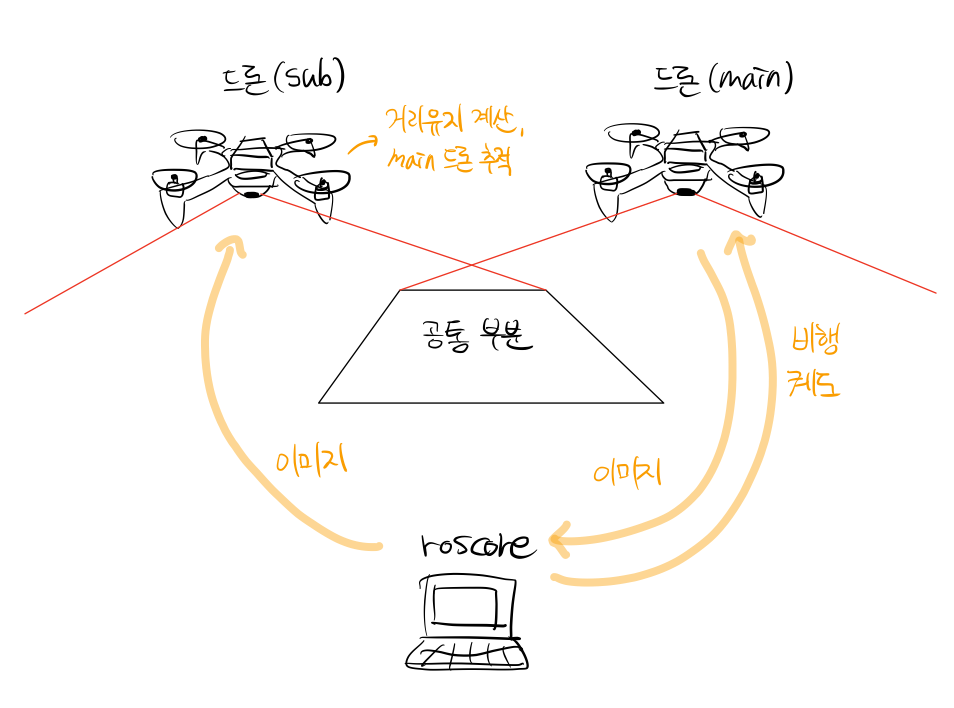 드론(sub)
드론(main)
거리유지 계산,
main 드론 추적
공통 부분
비행
궤도
이미지
이미지
roscore